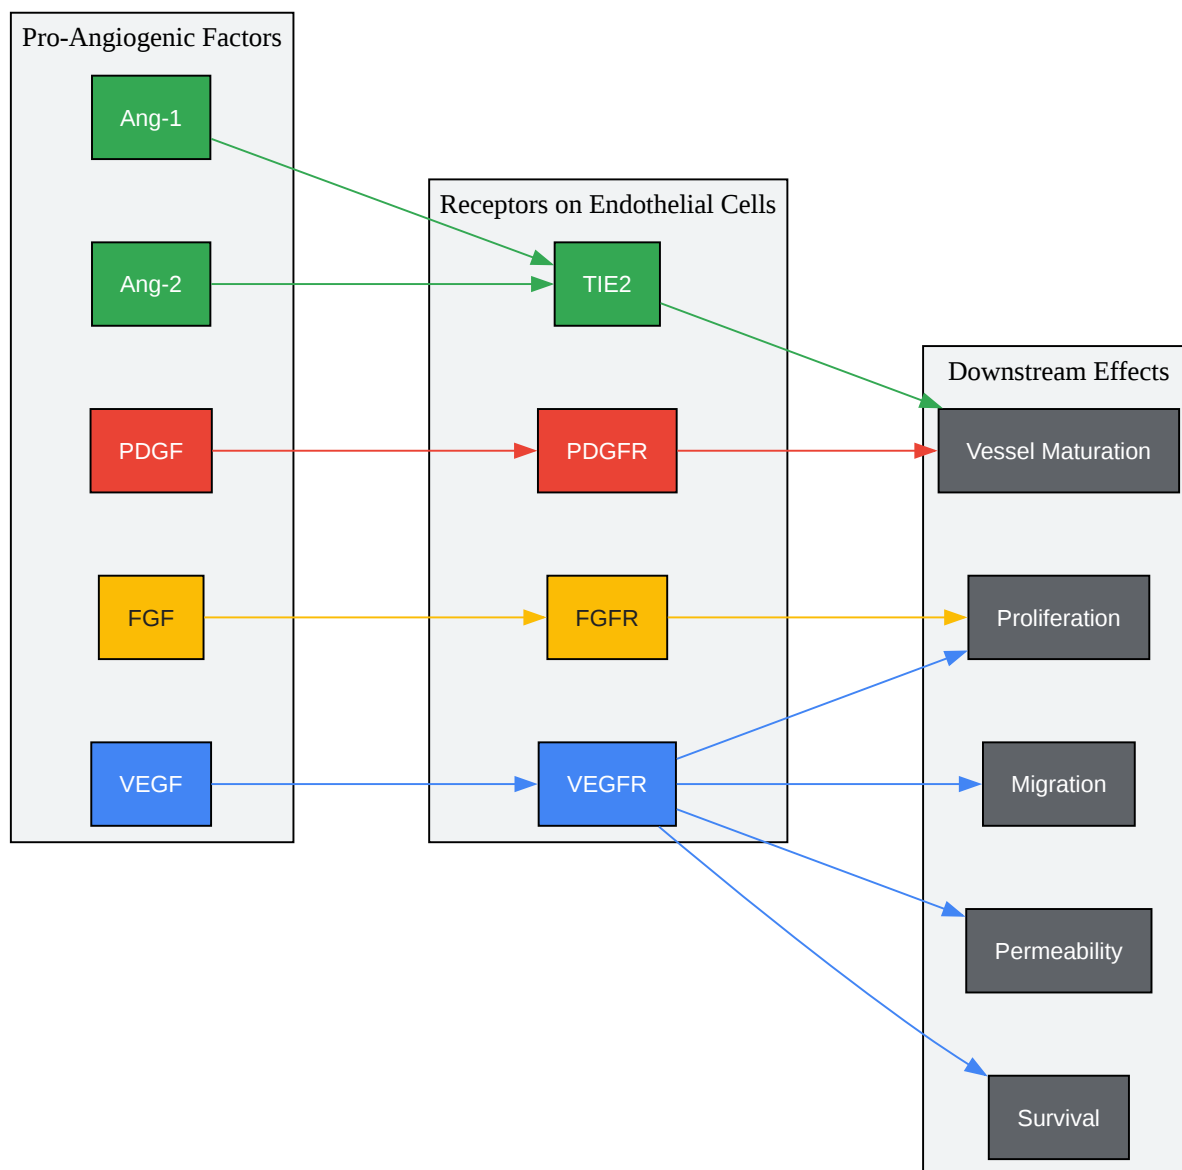 Pro-Angiogenic Factors
Ang-1
Ang-2
PDGF
FGF
VEGF
Receptors on Endothelial Cells
TIE2
PDGFR
FGFR
VEGFR
Downstream Effects
Vessel Maturation
Proliferation
Migration
Permeability
Survival